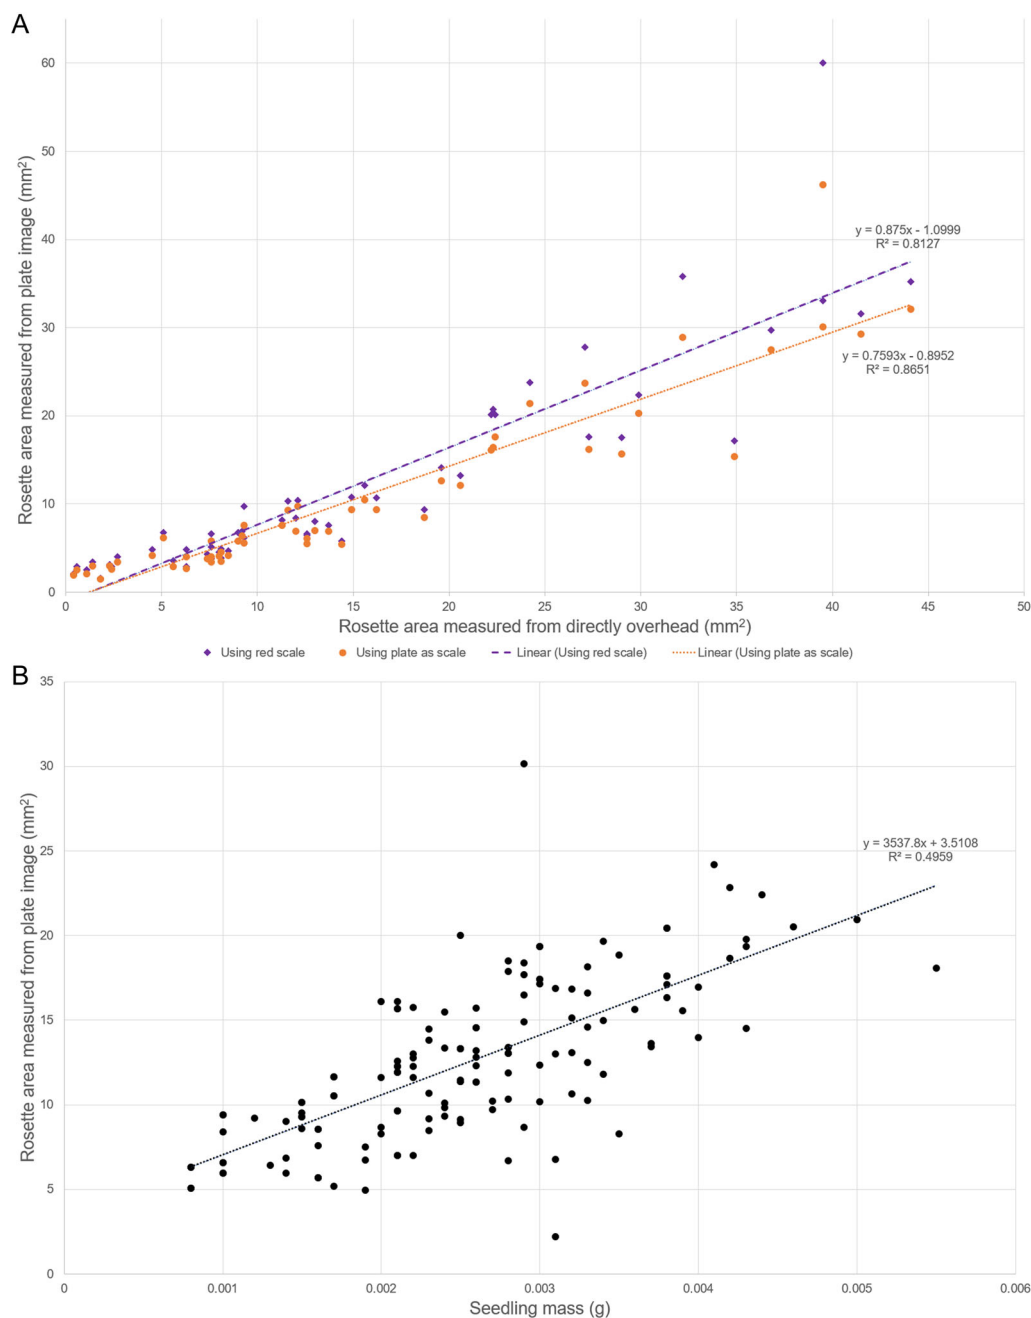 A
60
50
40
30
20
10
0
Rosette area measured from plate image (mm²)
y = 0.875x - 1.0999
R² = 0.8127
y = 0.7593x - 0.8952
R² = 0.8651
0 5 10 15 20 25 30 35 40 45 50
Rosette area measured from directly overhead (mm²)
Using red scale Using plate as scale Linear (Using red scale) Linear (Using plate as scale)
B
35
30
25
20
15
10
5
0
Rosette area measured from plate image (mm²)
y = 3537.8x + 3.5108
R² = 0.4959
0 0.001 0.002 0.003 0.004 0.005 0.006
Seedling mass (g)